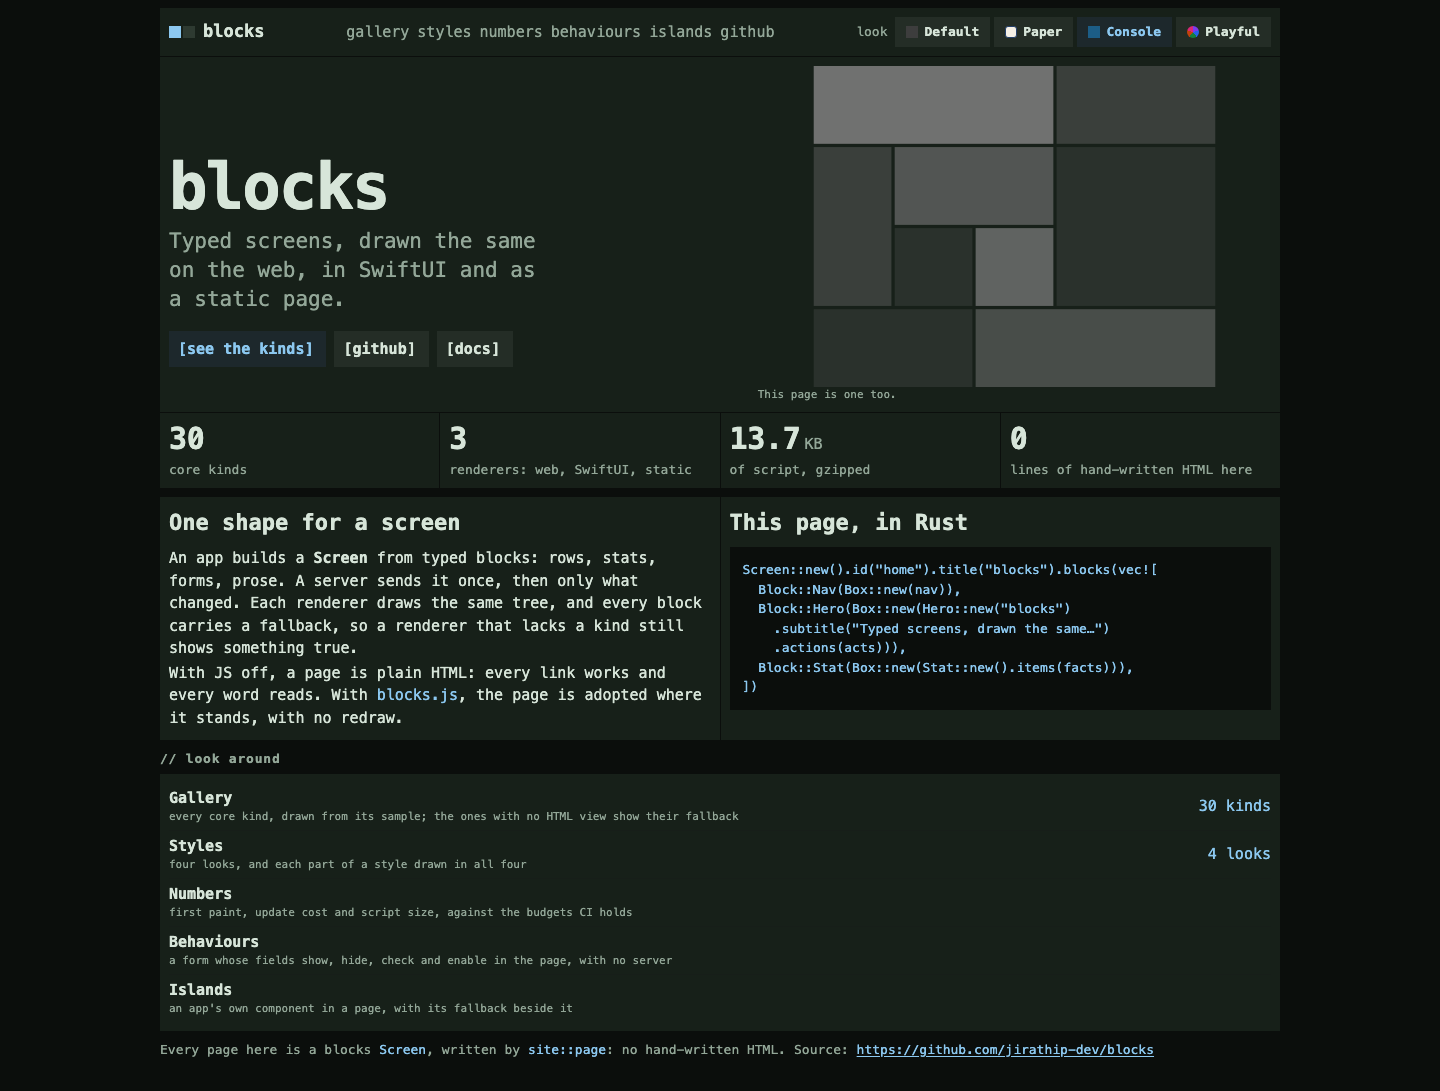 blocks
gallery styles numbers behaviours islands github
look Default Paper Console Playful
blocks
Typed screens, drawn the same
on the web, in SwiftUI and as
a static page.
[see the kinds] [github] [docs]
This page is one too.
30
core kinds
3
renderers: web, SwiftUI, static
13.7 KB
of script, gzipped
0
lines of hand-written HTML here
One shape for a screen
An app builds a Screen from typed blocks: rows, stats,
forms, prose. A server sends it once, then only what
changed. Each renderer draws the same tree, and every block
carries a fallback, so a renderer that lacks a kind still
shows something true.
With JS off, a page is plain HTML: every link works and
every word reads. With blocks.js, the page is adopted where
it stands, with no redraw.
This page, in Rust
Screen::new().id("home").title("blocks").blocks(vec![
  Block::Nav(Box::new(nav)),
  Block::Hero(Box::new(Hero::new("blocks")
    .subtitle("Typed screens, drawn the same…")
    .actions(acts))),
  Block::Stat(Box::new(Stat::new().items(facts))),
])
// look around
Gallery
every core kind, drawn from its sample; the ones with no HTML view show their fallback
30 kinds
Styles
four looks, and each part of a style drawn in all four
4 looks
Numbers
first paint, update cost and script size, against the budgets CI holds
Behaviours
a form whose fields show, hide, check and enable in the page, with no server
Islands
an app's own component in a page, with its fallback beside it
Every page here is a blocks Screen, written by site::page: no hand-written HTML. Source: https://github.com/jirathip-dev/blocks